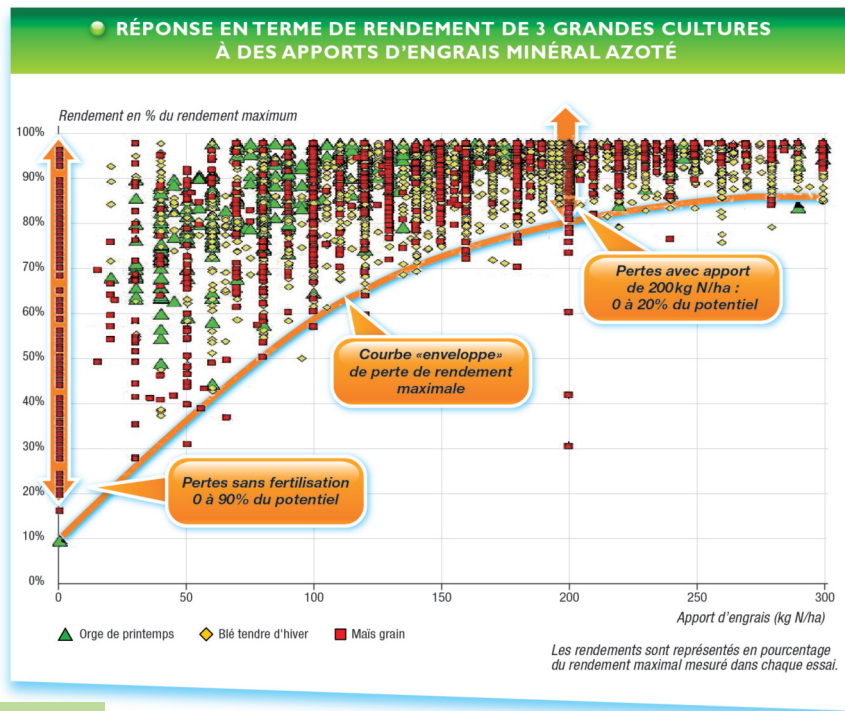 RÉPONSE EN TERME DE RENDEMENT DE 3 GRANDES CULTURES
À DES APPORTS D'ENGRAIS MINÉRAL AZOTÉ
Rendement en % du rendement maximum
100%
90%
80%
70%
60%
50%
40%
30%
20%
10%
0%
Pertes avec apport
de 200kg N/ha :
0 à 20% du potentiel
Courbe «enveloppe»
de perte de rendement
maximale
Pertes sans fertilisation
0 à 90% du potentiel
0 50 100 150 200 250 300
Apport d'engrais (kg N/ha)
Orge de printemps Blé tendre d'hiver Maïs grain
Les rendements sont représentés en pourcentage
du rendement maximal mesuré dans chaque essai.